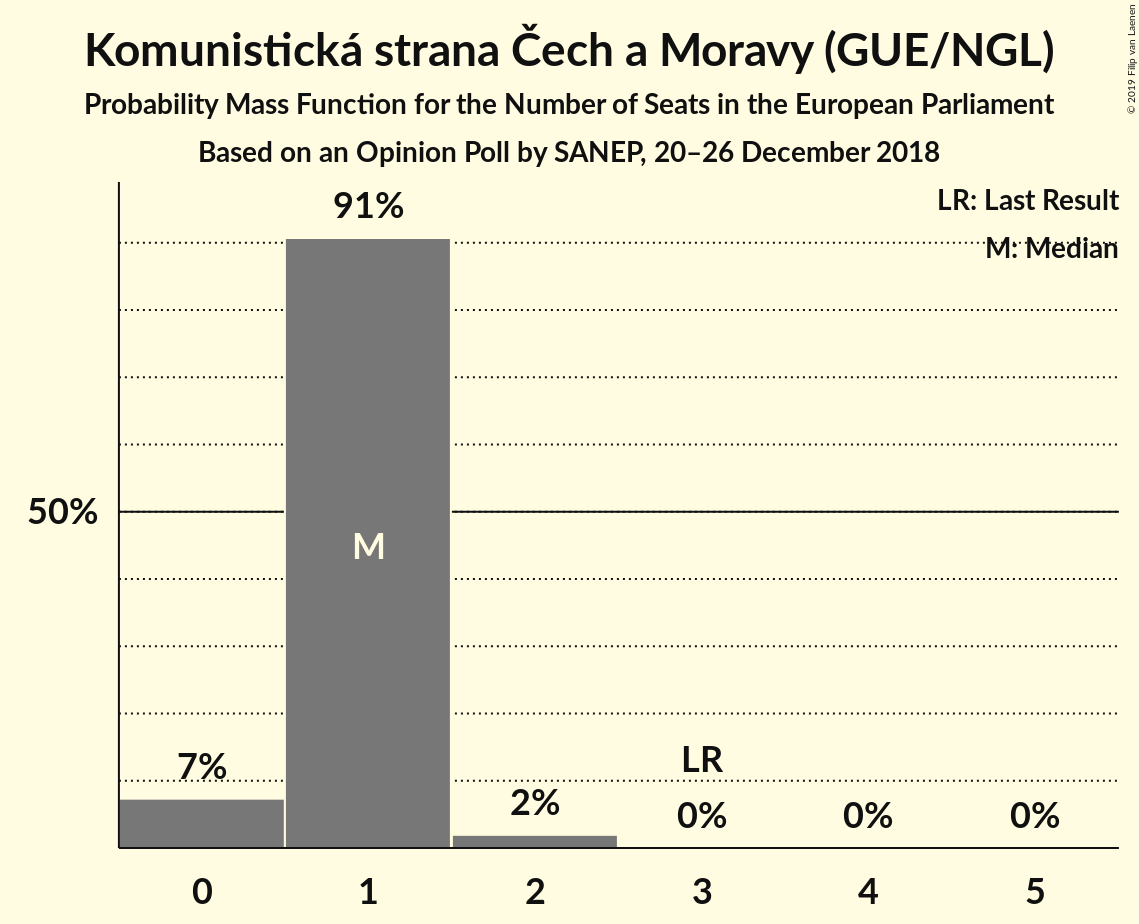 Komunistická strana Čech a Moravy (GUE/NGL)
Probability Mass Function for the Number of Seats in the European Parliament
Based on an Opinion Poll by SANEP, 20–26 December 2018
© 2019 Filip van Laenen
LR: Last Result
M: Median
91%
50%
M
7%
2%
LR
0%
0%
0%
0 1 2 3 4 5